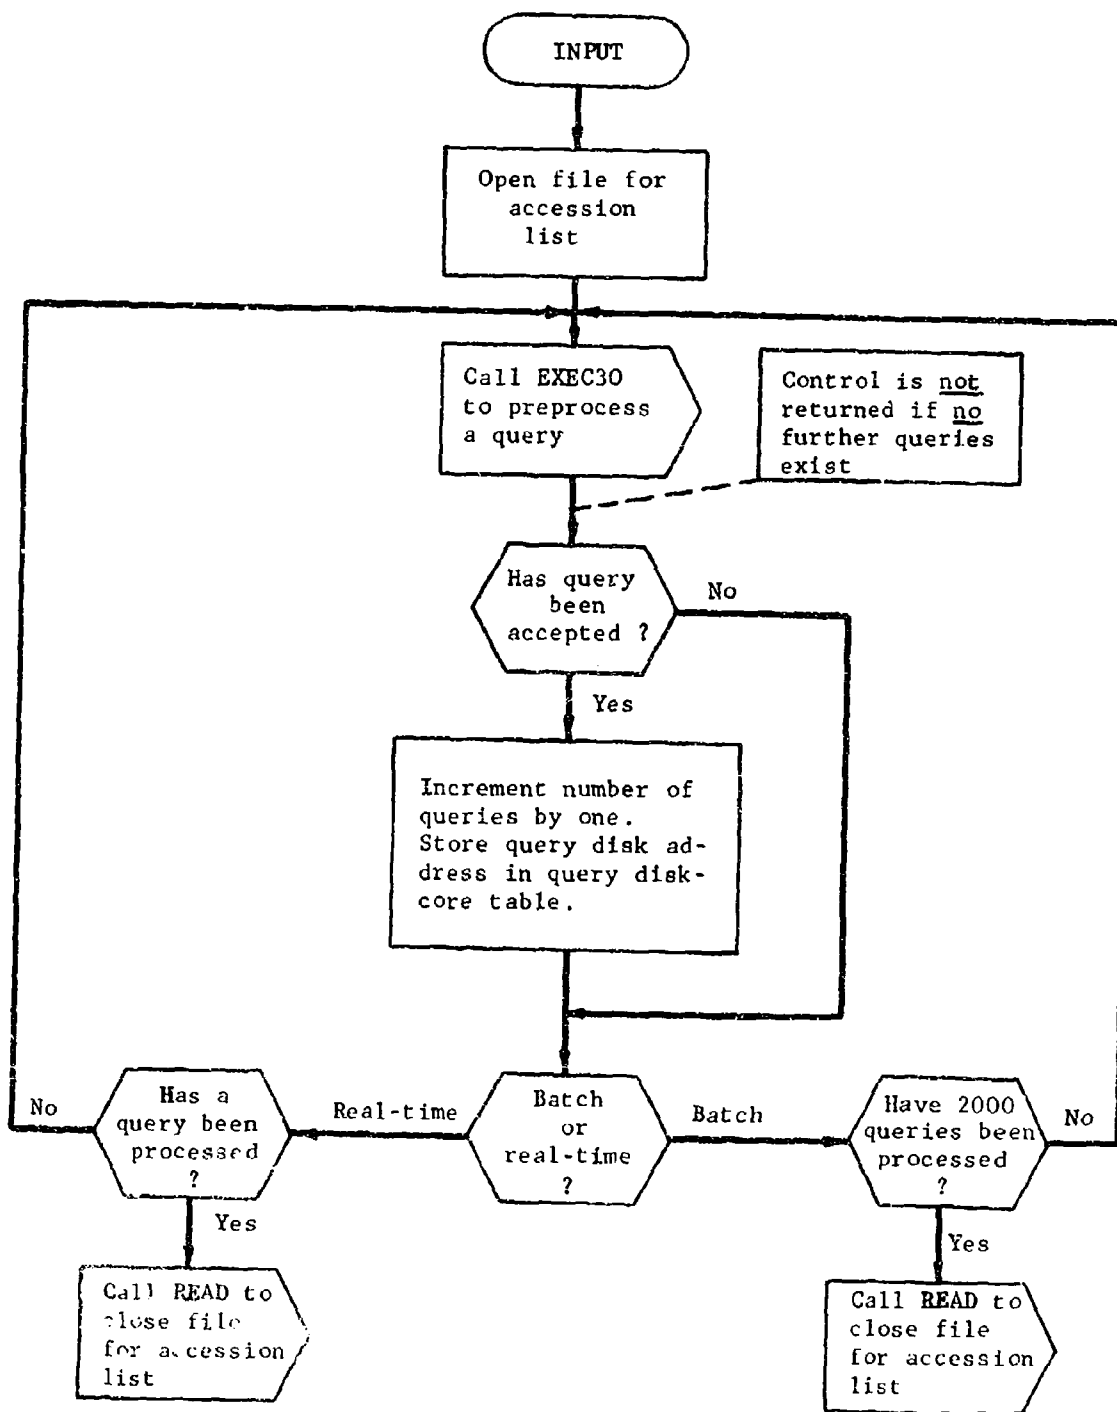 INPUT
Open file for
accession
list
Call EXEC30
to preprocess
a query
Control is not
returned if no
further queries
exist
Has query
been
accepted ?
No
Yes
Increment number of
queries by one.
Store query disk ad-
dress in query disk-
core table.
Has a
query been
processed
?
No
Real-time
Batch
or
real-time
?
Batch
Have 2000
queries been
processed
?
No
Yes
Call READ to
close file
for accession
list
Yes
Call READ to
close file
for accession
list